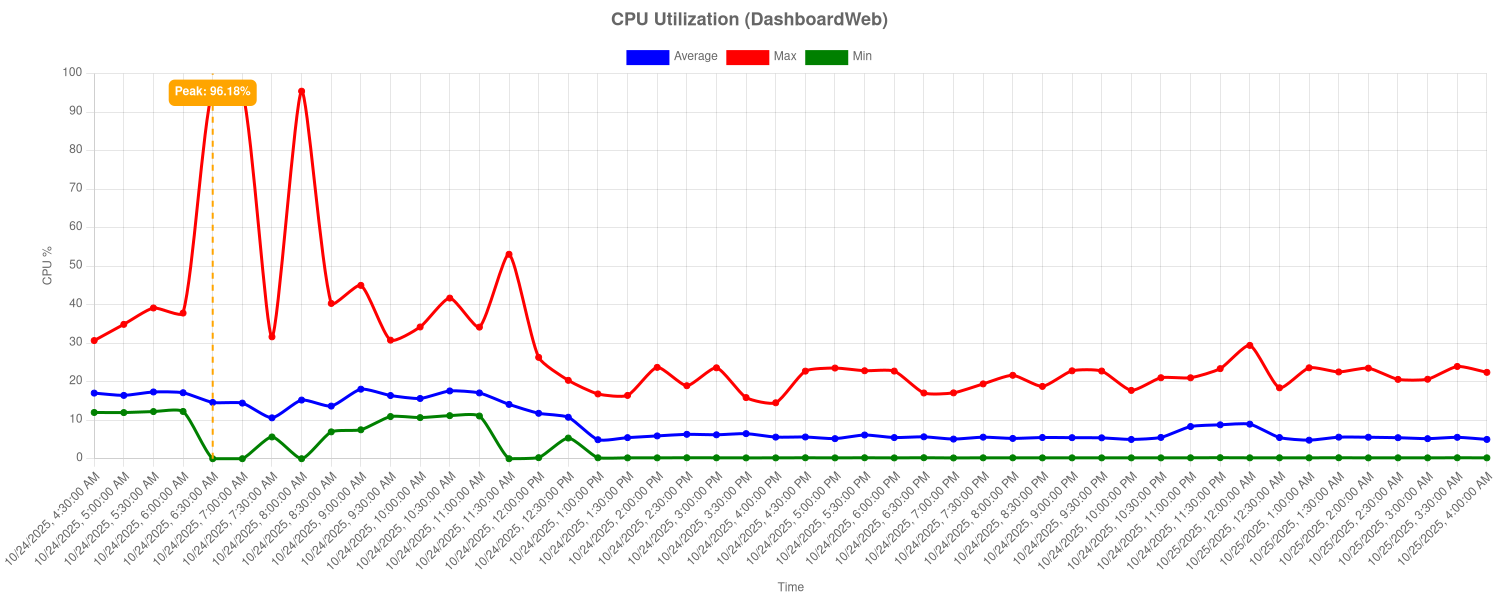 CPU Utilization (DashboardWeb)
Average Max Min
100
Peak: 96.18%
90
80
70
60
50
40
30
20
10
0
CPU %
10/24/2025, 4:30:00 AM
10/24/2025, 5:00:00 AM
10/24/2025, 5:30:00 AM
10/24/2025, 6:00:00 AM
10/24/2025, 6:30:00 AM
10/24/2025, 7:00:00 AM
10/24/2025, 7:30:00 AM
10/24/2025, 8:00:00 AM
10/24/2025, 8:30:00 AM
10/24/2025, 9:00:00 AM
10/24/2025, 9:30:00 AM
10/24/2025, 10:00:00 AM
10/24/2025, 10:30:00 AM
10/24/2025, 11:00:00 AM
10/24/2025, 11:30:00 AM
10/24/2025, 12:00:00 PM
10/24/2025, 12:30:00 PM
10/24/2025, 1:00:00 PM
10/24/2025, 1:30:00 PM
10/24/2025, 2:00:00 PM
10/24/2025, 2:30:00 PM
10/24/2025, 3:00:00 PM
10/24/2025, 3:30:00 PM
10/24/2025, 4:00:00 PM
10/24/2025, 4:30:00 PM
10/24/2025, 5:00:00 PM
10/24/2025, 5:30:00 PM
10/24/2025, 6:00:00 PM
10/24/2025, 6:30:00 PM
10/24/2025, 7:00:00 PM
10/24/2025, 7:30:00 PM
10/24/2025, 8:00:00 PM
10/24/2025, 8:30:00 PM
10/24/2025, 9:00:00 PM
10/24/2025, 9:30:00 PM
10/24/2025, 10:00:00 PM
10/24/2025, 10:30:00 PM
10/24/2025, 11:00:00 PM
10/24/2025, 11:30:00 PM
10/25/2025, 12:00:00 AM
10/25/2025, 12:30:00 AM
10/25/2025, 1:00:00 AM
10/25/2025, 1:30:00 AM
10/25/2025, 2:00:00 AM
10/25/2025, 2:30:00 AM
10/25/2025, 3:00:00 AM
10/25/2025, 3:30:00 AM
10/25/2025, 4:00:00 AM
Time